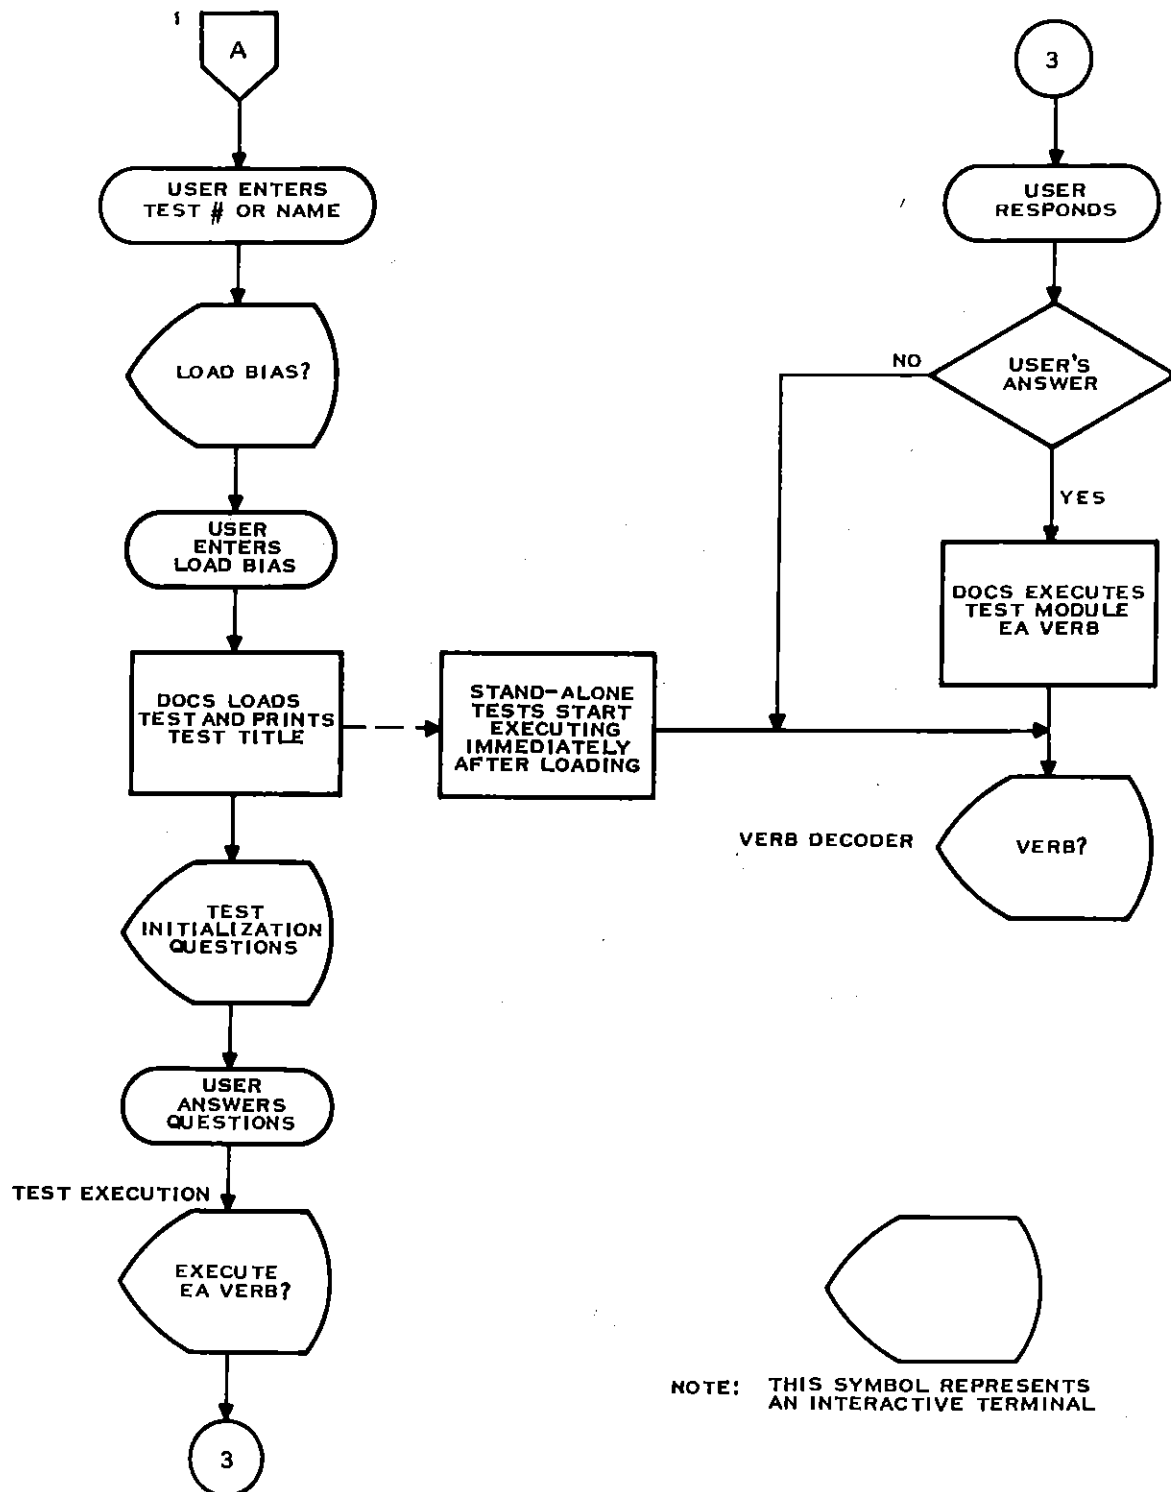 A
USER ENTERS
TEST # OR NAME
LOAD BIAS?
USER
ENTERS
LOAD BIAS
DOCS LOADS
TEST AND PRINTS
TEST TITLE
STAND-ALONE
TESTS START
EXECUTING
IMMEDIATELY
AFTER LOADING
TEST
INITIALIZATION
QUESTIONS
USER
ANSWERS
QUESTIONS
TEST EXECUTION
EXECUTE
EA VERB?
3
3
USER
RESPONDS
USER'S
ANSWER
NO
YES
DOCS EXECUTES
TEST MODULE
EA VERB
VERB DECODER
VERB?
NOTE: THIS SYMBOL REPRESENTS
AN INTERACTIVE TERMINAL